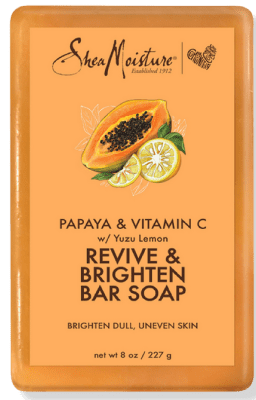 SheaMoisture®
Established 1912
PAPAYA & VITAMIN C
w/ Yuzu Lemon
REVIVE &
BRIGHTEN
BAR SOAP
BRIGHTEN DULL, UNEVEN SKIN
net wt 8 oz / 227 g